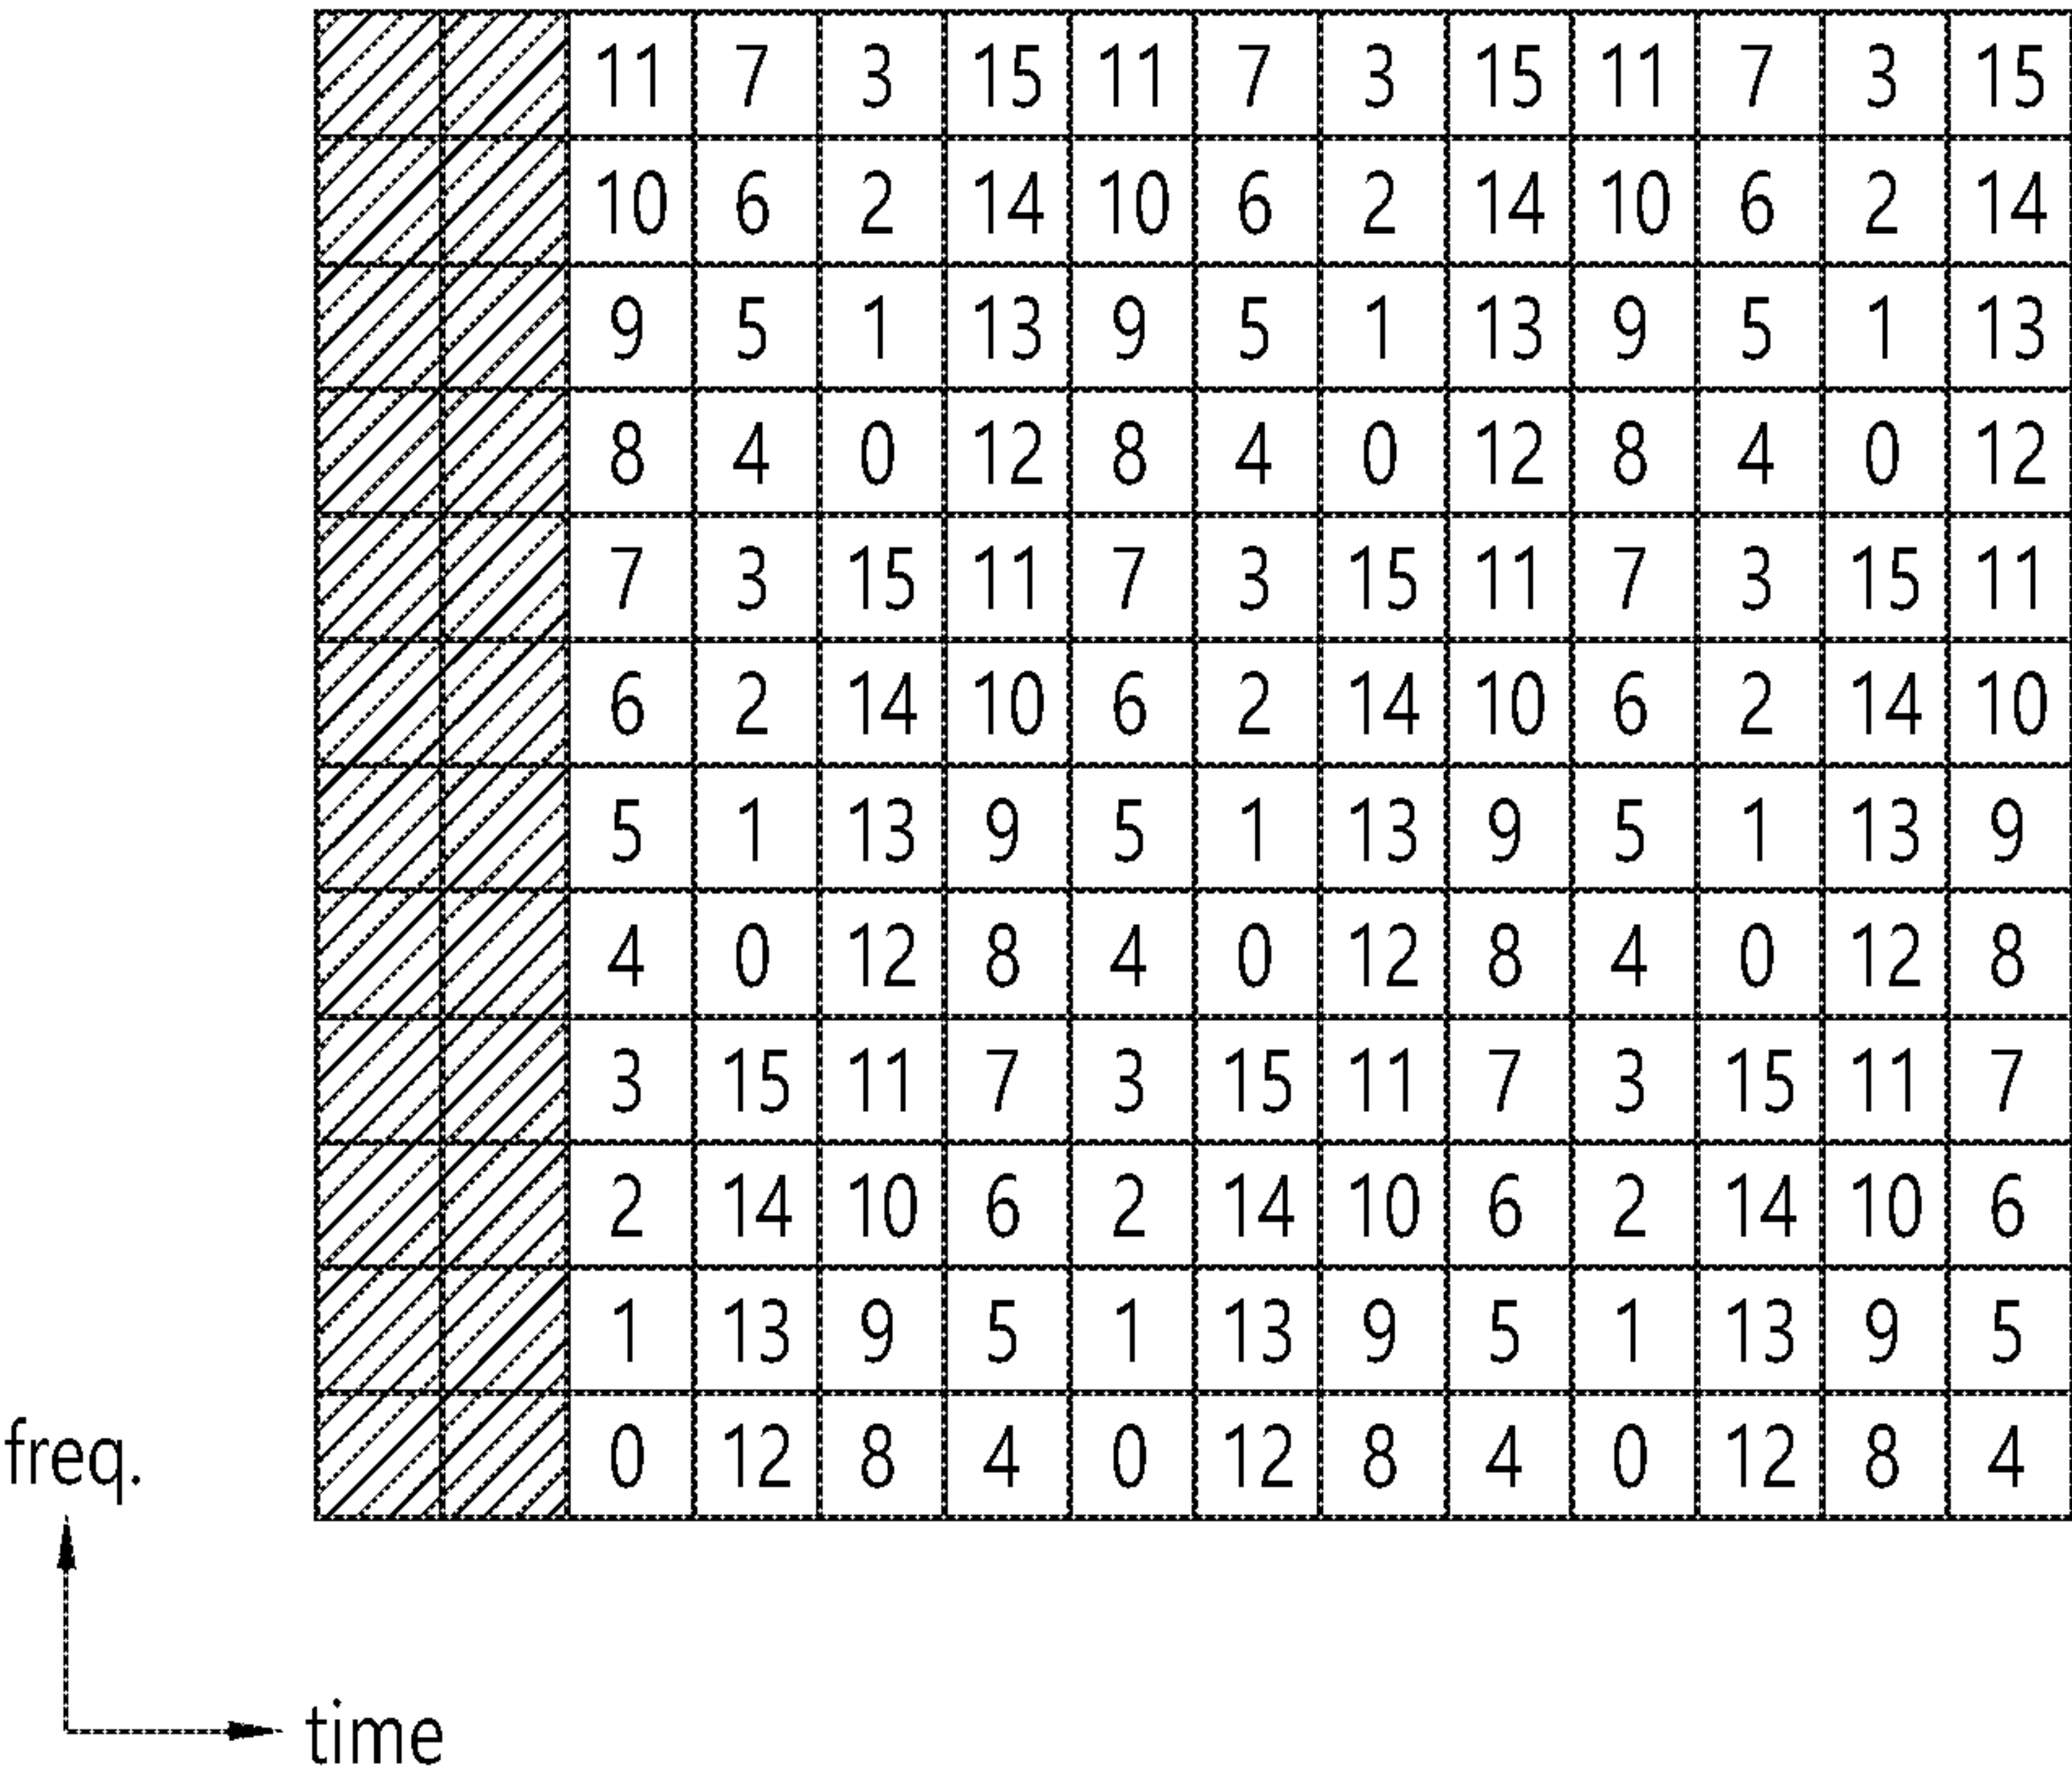 11 7 3 15 11 7 3 15 11 7 3 15
10 6 2 14 10 6 2 14 10 6 2 14
9 5 1 13 9 5 1 13 9 5 1 13
8 4 0 12 8 4 0 12 8 4 0 12
7 3 15 11 7 3 15 11 7 3 15 11
6 2 14 10 6 2 14 10 6 2 14 10
5 1 13 9 5 1 13 9 5 1 13 9
4 0 12 8 4 0 12 8 4 0 12 8
3 15 11 7 3 15 11 7 3 15 11 7
2 14 10 6 2 14 10 6 2 14 10 6
1 13 9 5 1 13 9 5 1 13 9 5
0 12 8 4 0 12 8 4 0 12 8 4
freq.
time